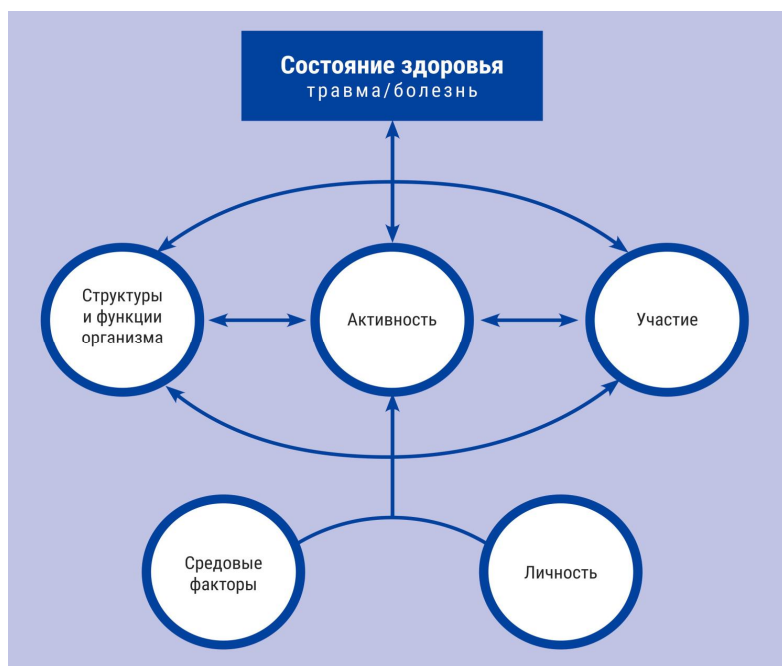 Состояние здоровья
травма/болезнь
Структуры
и функции
организма
Активность
Участие
Средовые
факторы
Личность